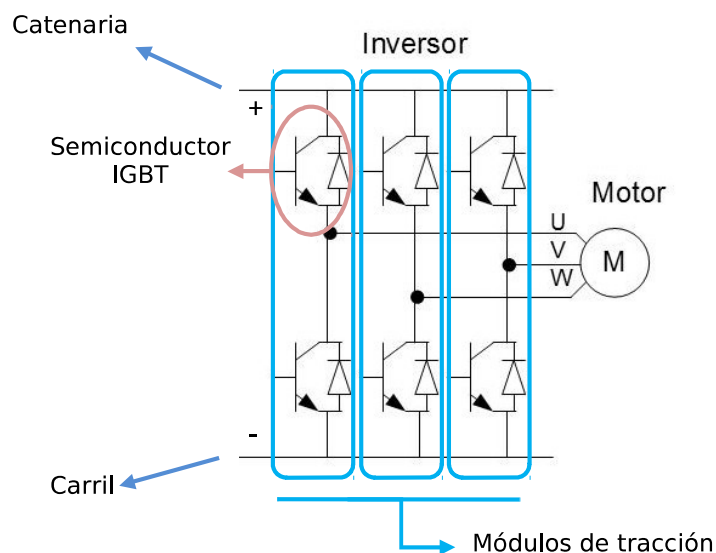 Catenaria
Inversor
+
Semiconductor
IGBT
Motor
U
V
W
M
-
Carril
Módulos de tracción